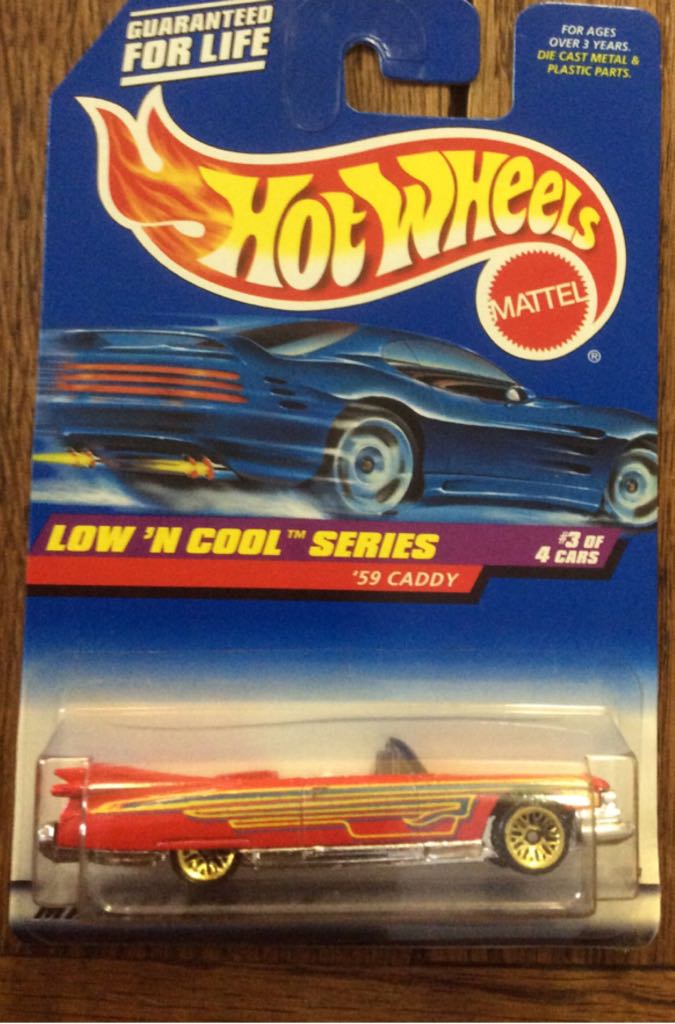 GUARANTEED
FOR LIFE
FOR AGES
OVER 3 YEARS.
DIE CAST METAL &
PLASTIC PARTS.
HOT WHEELS
MATTEL
®
LOW 'N COOL™ SERIES
#3 OF
4 CARS
'59 CADDY